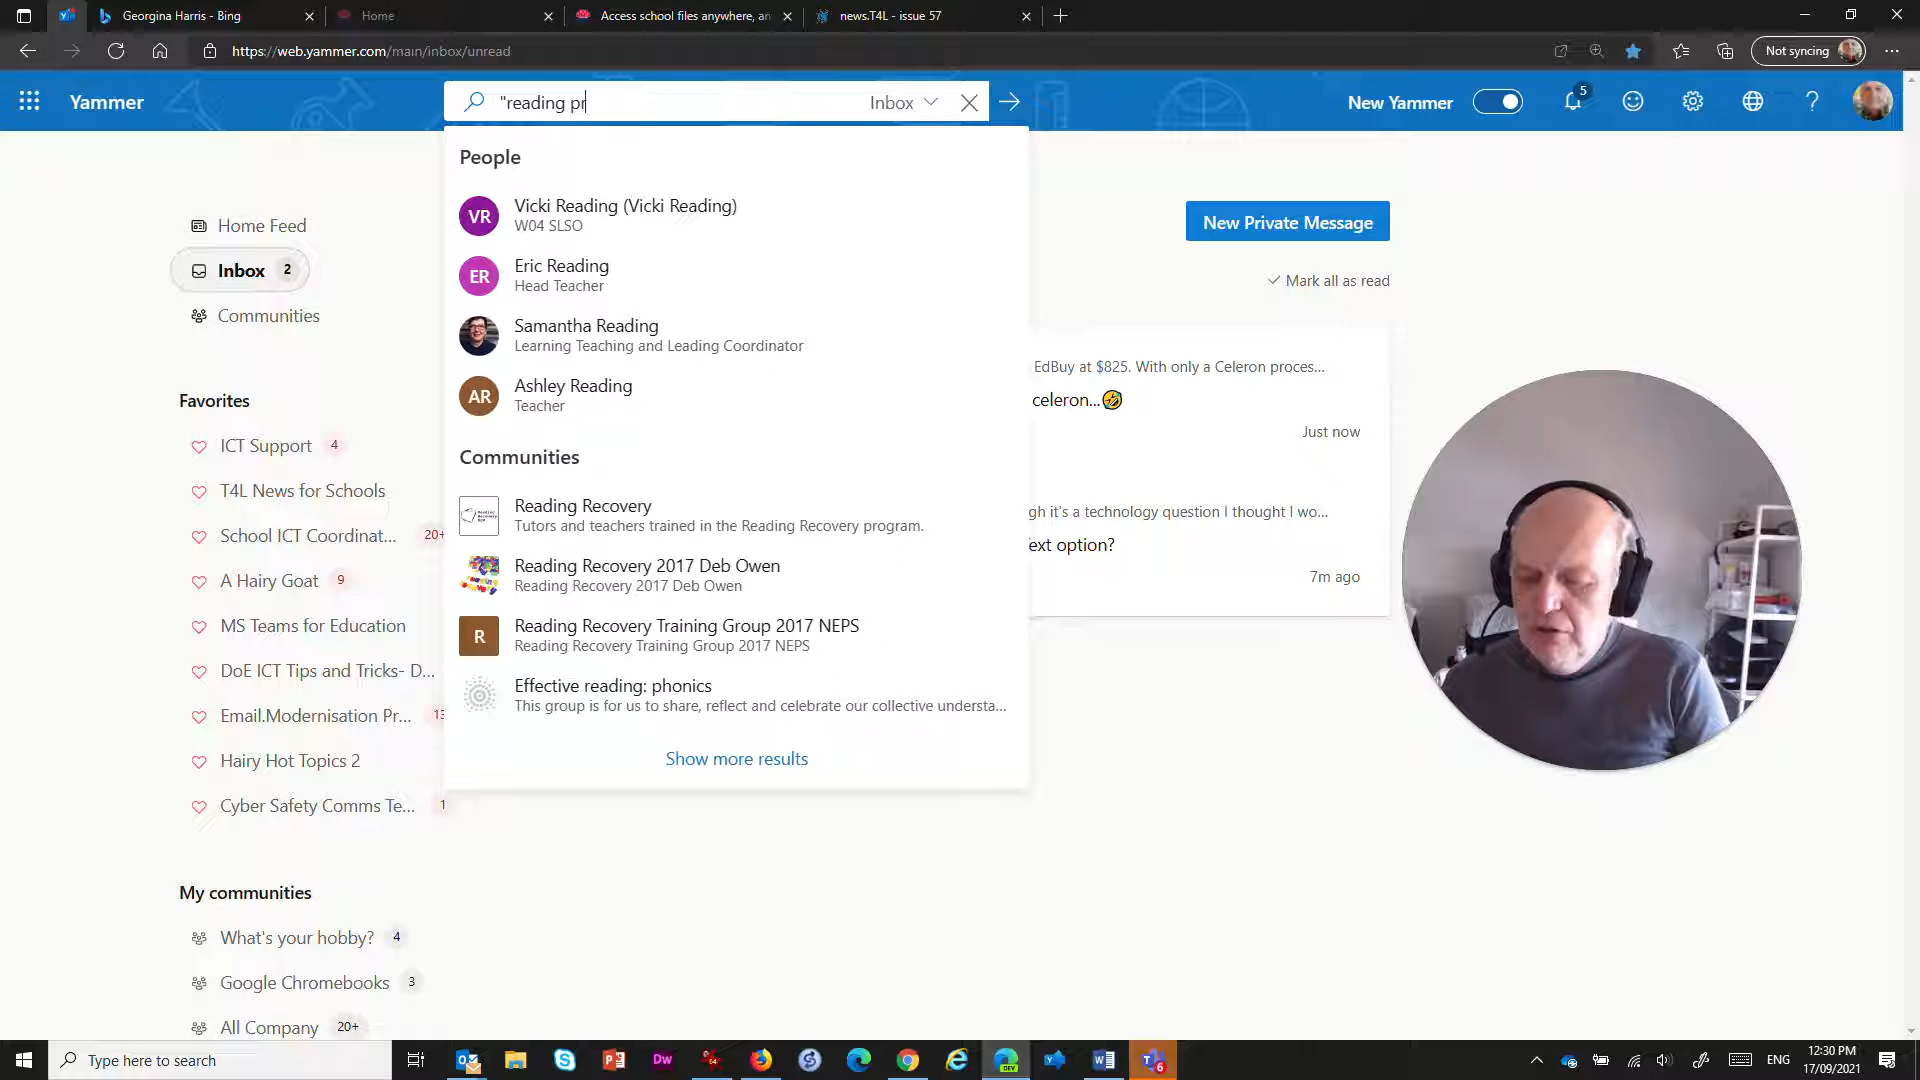 Georgina Harris - Bing
Home
Access school files anywhere, an
news.T4L - issue 57
https://web.yammer.com/main/inbox/unread
Not syncing
Yammer
"reading pr
Inbox
New Yammer
5
People
Vicki Reading (Vicki Reading)
W04 SLSO
Eric Reading
Head Teacher
Samantha Reading
Learning Teaching and Leading Coordinator
Ashley Reading
Teacher
Communities
Reading Recovery
Tutors and teachers trained in the Reading Recovery program.
Reading Recovery 2017 Deb Owen
Reading Recovery 2017 Deb Owen
Reading Recovery Training Group 2017 NEPS
Reading Recovery Training Group 2017 NEPS
Effective reading: phonics
This group is for us to share, reflect and celebrate our collective understa...
Show more results
VR
ER
AR
R
Home Feed
Inbox 2
Communities
Favorites
ICT Support 4
T4L News for Schools
School ICT Coordinat... 20+
A Hairy Goat 9
MS Teams for Education
DoE ICT Tips and Tricks- D...
Email.Modernisation Pr... 13
Hairy Hot Topics 2
Cyber Safety Comms Te... 1
My communities
What's your hobby? 4
Google Chromebooks 3
All Company 20+
New Private Message
Mark all as read
EdBuy at $825. With only a Celeron proces...
celeron...
Just now
gh it's a technology question I thought I wo...
ext option?
7m ago
Type here to search
Dw
DEV
6
ENG
12:30 PM
17/09/2021